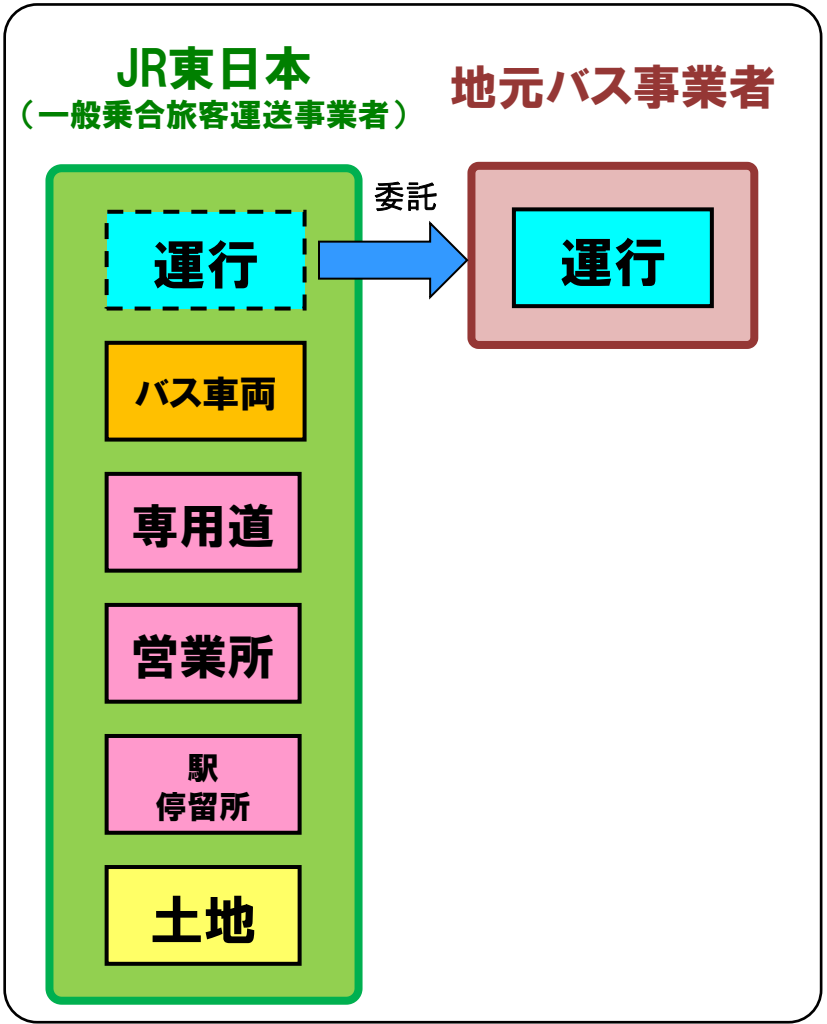 JR東日本
（一般乗合旅客運送事業者）
地元バス事業者
委託
運行
運行
バス車両
専用道
営業所
駅
停留所
土地